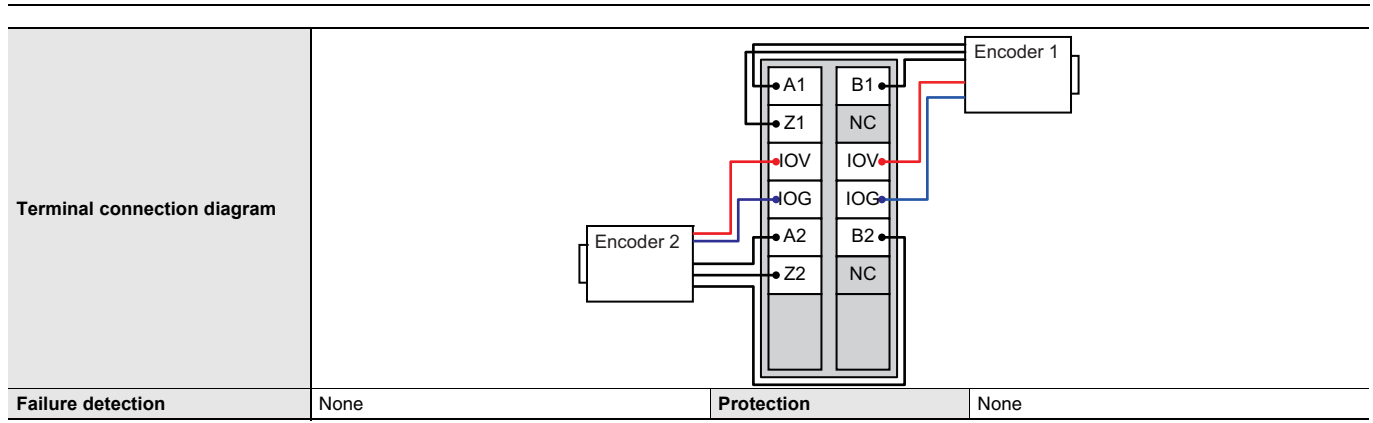 Terminal connection diagram
Encoder 1
A1 B1
Z1 NC
IOV IOV
IOG IOG
Encoder 2
A2 B2
Z2 NC
Failure detection None Protection None